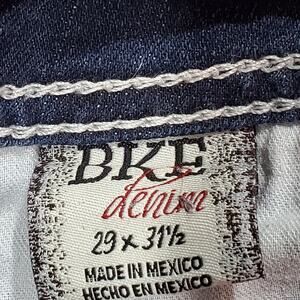 BKE
denim
29 x 31½
MADE IN MEXICO
HECHO EN MEXICO